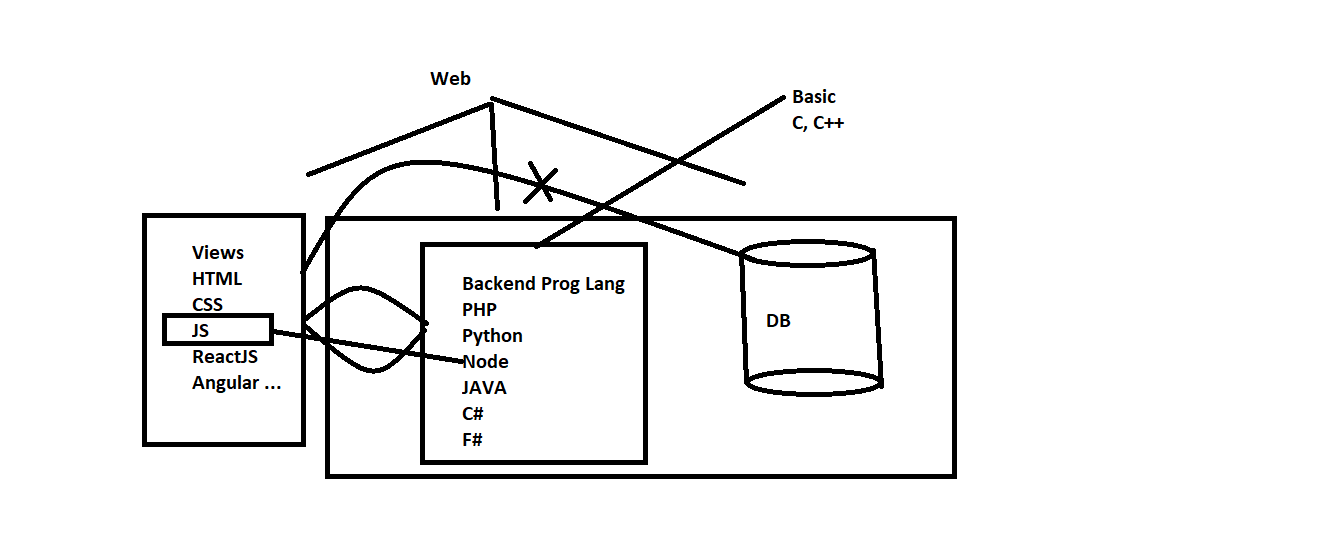 Web
Basic
C, C++
Views
HTML
CSS
JS
ReactJS
Angular ...
Backend Prog Lang
PHP
Python
Node
JAVA
C#
F#
DB